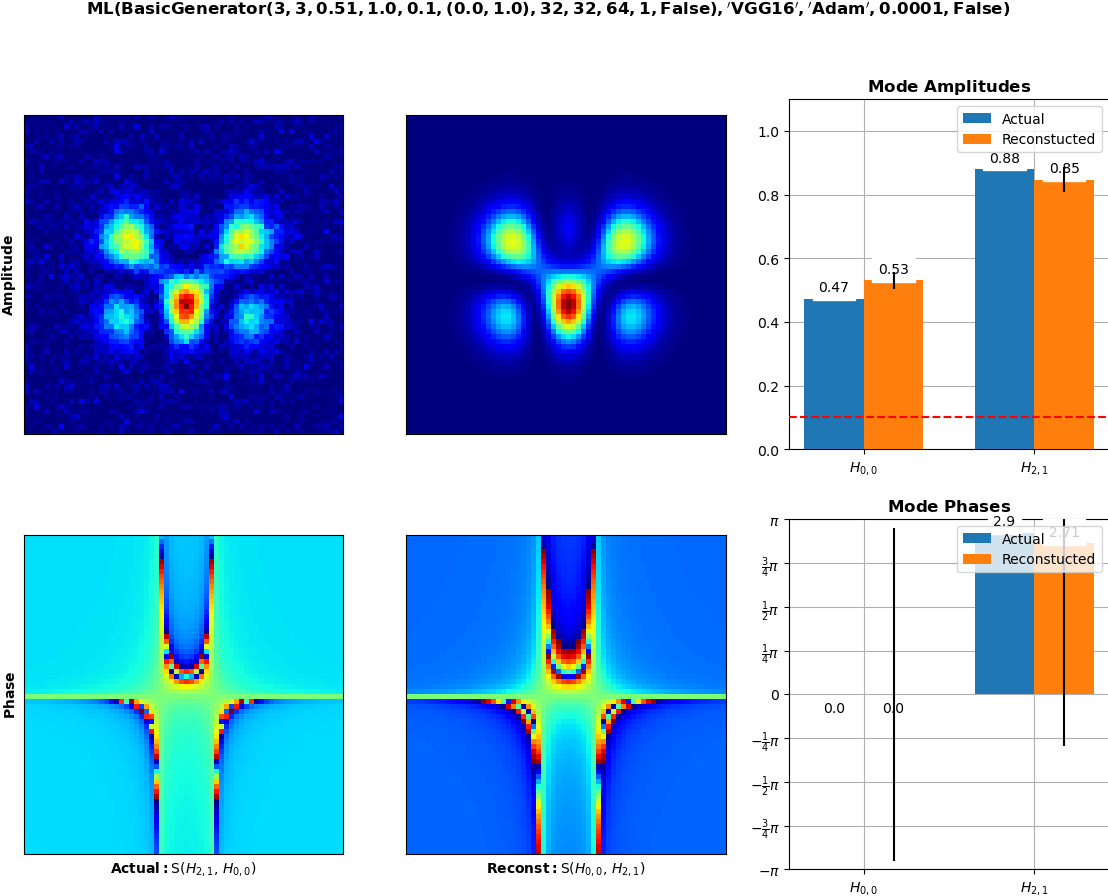 ML(BasicGenerator(3, 3, 0.51, 1.0, 0.1, (0.0, 1.0), 32, 32, 64, 1, False), ′VGG16′, ′Adam′, 0.0001, False)
Amplitude
Mode Amplitudes
Actual
Reconstucted
1.0
0.8
0.6
0.4
0.2
0.0
0.47
0.53
0.88
0.85
H0,0
H2,1
Phase
Actual: S(H2,1, H0,0)
Reconst: S(H0,0, H2,1)
Mode Phases
Actual
Reconstucted
π
3/4π
1/2π
1/4π
0
−1/4π
−1/2π
−3/4π
−π
0.0
0.0
2.9
2.71
H0,0
H2,1